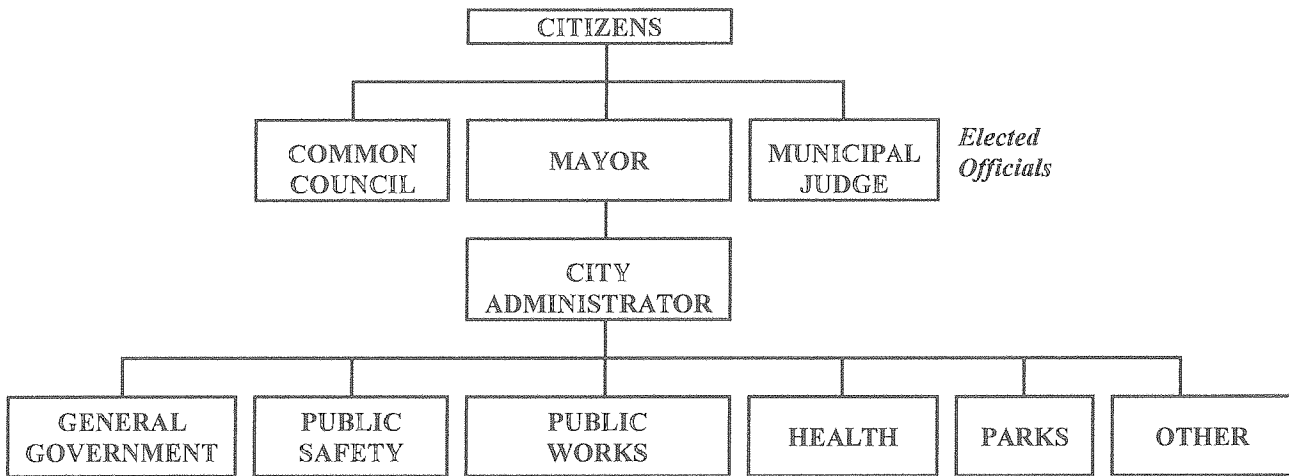 CITIZENS
COMMON
COUNCIL
MAYOR
MUNICIPAL
JUDGE
Elected
Officials
CITY
ADMINISTRATOR
GENERAL
GOVERNMENT
PUBLIC
SAFETY
PUBLIC
WORKS
HEALTH
PARKS
OTHER